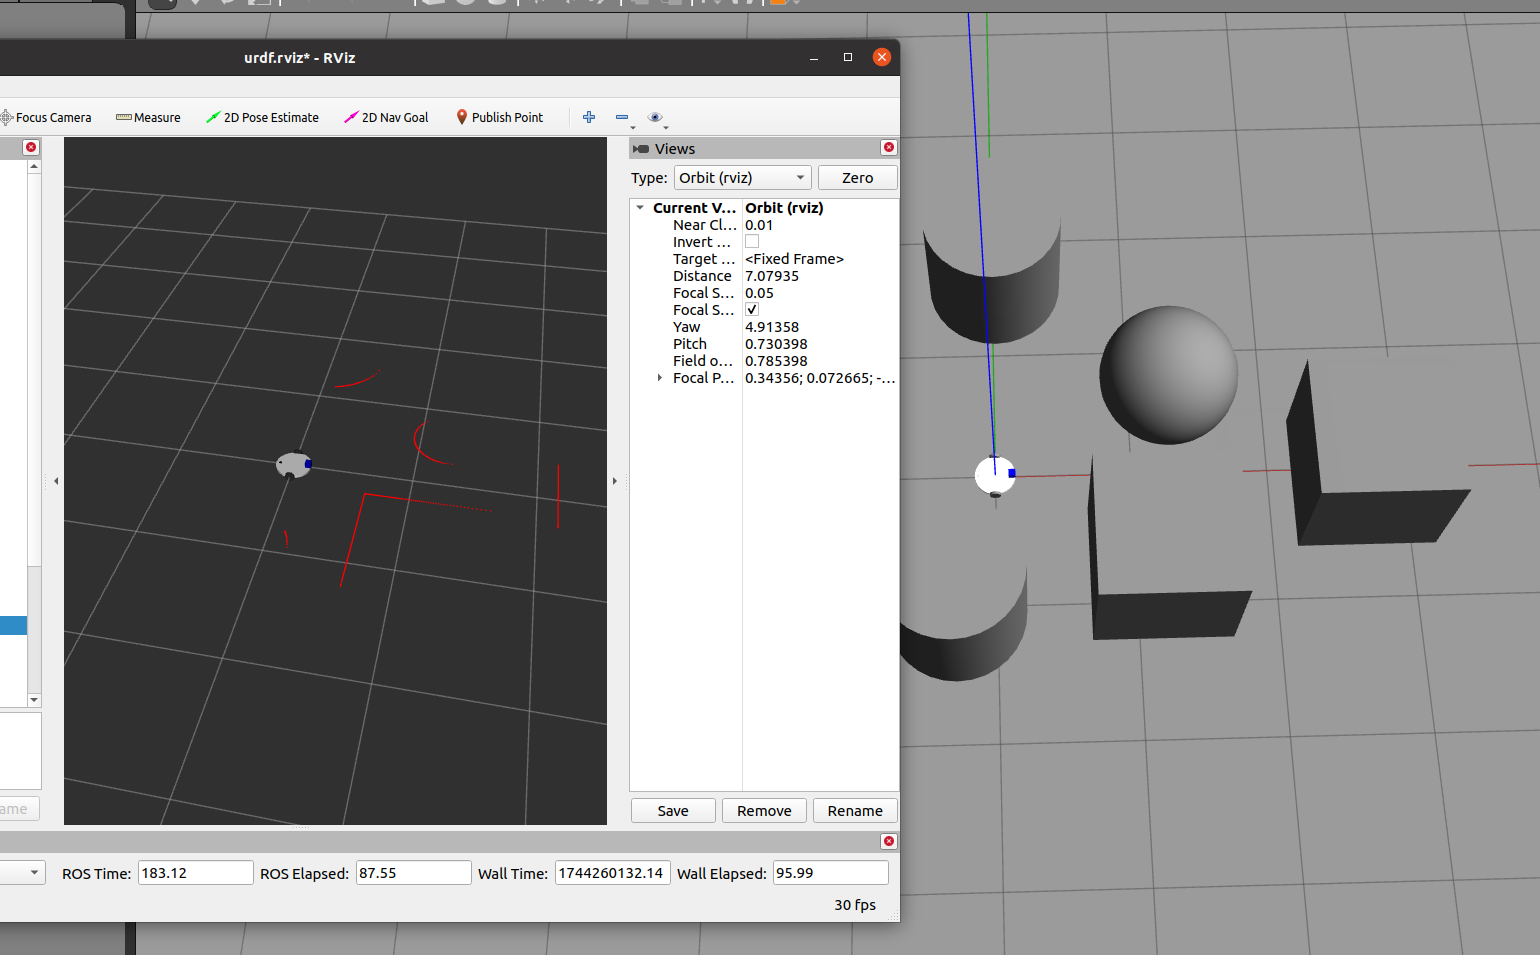 urdf.rviz* - RViz
Focus Camera Measure 2D Pose Estimate 2D Nav Goal Publish Point
Views
Type: Orbit (rviz) Zero
Current V... Orbit (rviz)
Near Cl... 0.01
Invert ...
Target ... <Fixed Frame>
Distance 7.07935
Focal S... 0.05
Focal S...
Yaw 4.91358
Pitch 0.730398
Field o... 0.785398
Focal P... 0.34356; 0.072665; -...
ame Save Remove Rename
ROS Time: 183.12 ROS Elapsed: 87.55 Wall Time: 1744260132.14 Wall Elapsed: 95.99
30 fps